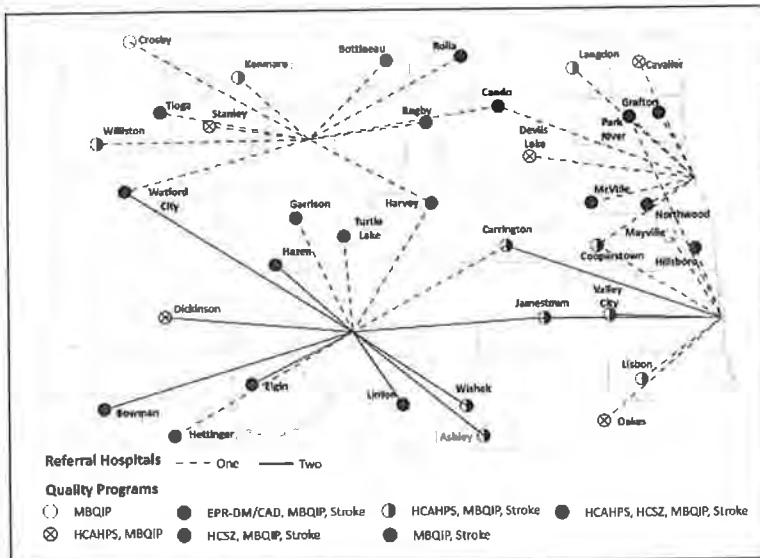 Crosby
Kenmare
Bottineau
Rolla
Langdon
Cavalier
Tioga
Stanley
Rugby
Cando
Grafton
Park
River
Williston
Devils
Lake
Watford
City
Garrison
Turtle
Lake
Harvey
McVille
Northwood
Hazen
Carrington
Mayville
Cooperstown
Hillsboro
Dickinson
Jamestown
Valley
City
Lisbon
Elgin
Linton
Wishek
Bowman
Hettinger
Ashley
Oakes
Referral Hospitals One Two
Quality Programs
MBQIP EPR-DM/CAD, MBQIP, Stroke HCAHPS, MBQIP, Stroke HCAHPS, HCSZ, MBQIP, Stroke
HCAHPS, MBQIP HCSZ, MBQIP, Stroke MBQIP, Stroke